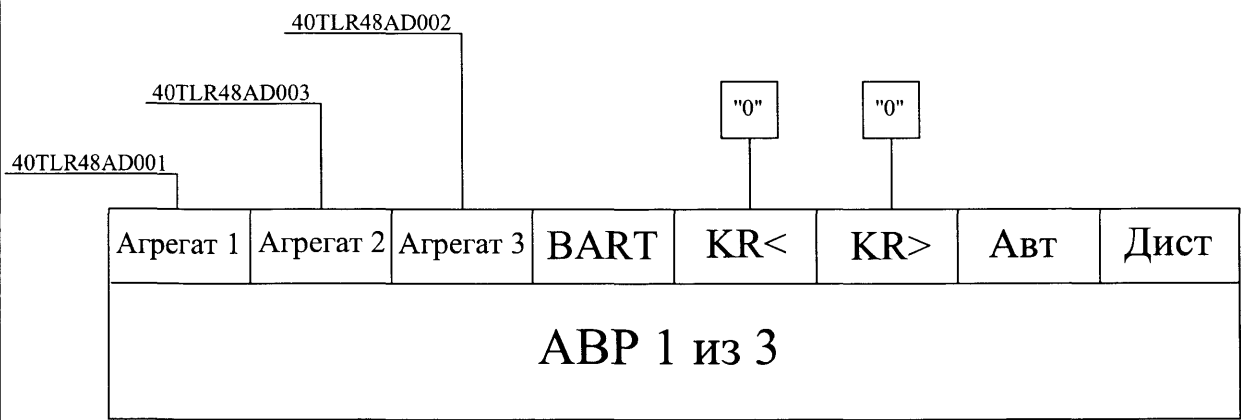 40TLR48AD002
40TLR48AD003
"0" "0"
40TLR48AD001
Агрегат 1 Агрегат 2 Агрегат 3 BART KR< KR> Авт Дист
АВР 1 из 3